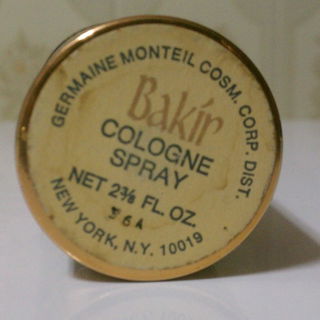 GERMAINE MONTEIL COSM. CORP. DIST.
Bakír
COLOGNE
SPRAY
NET 2⅜ FL. OZ.
NEW YORK, N.Y. 10019